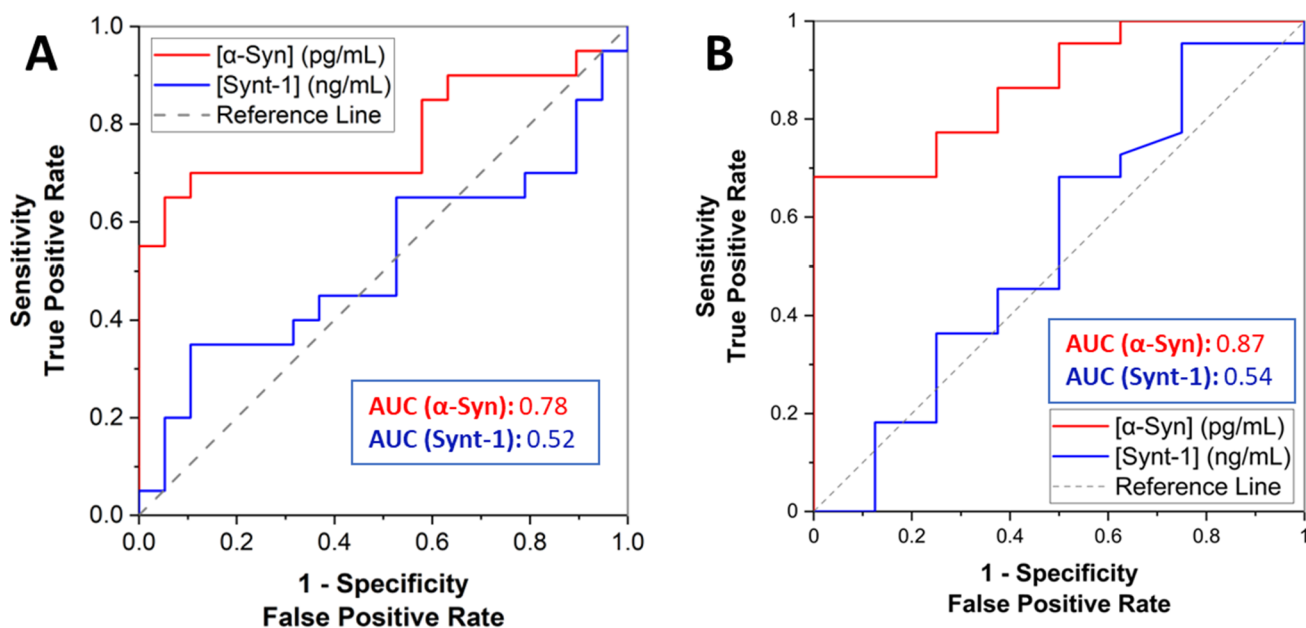 A
[α-Syn] (pg/mL)
[Synt-1] (ng/mL)
Reference Line
1.0
0.8
0.6
0.4
0.2
0.0
Sensitivity
True Positive Rate
AUC (α-Syn): 0.78
AUC (Synt-1): 0.52
0.0
0.2
0.4
0.6
0.8
1.0
1 - Specificity
False Positive Rate
B
1
0.8
0.6
0.4
0.2
0
Sensitivity
True Positive Rate
AUC (α-Syn): 0.87
AUC (Synt-1): 0.54
[α-Syn] (pg/mL)
[Synt-1] (ng/mL)
Reference Line
0
0.2
0.4
0.6
0.8
1
1 - Specificity
False Positive Rate